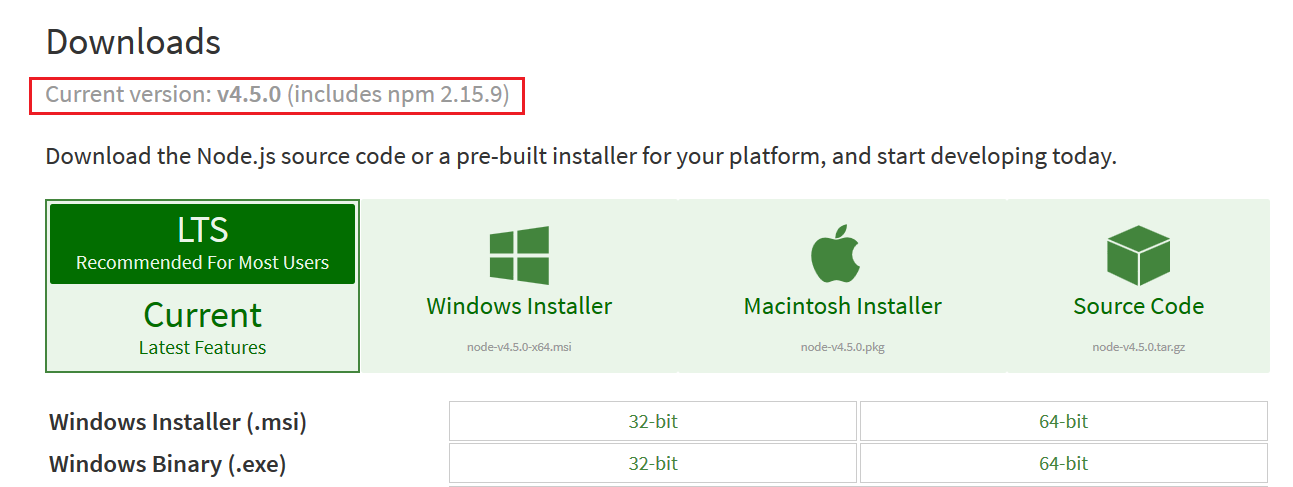 Downloads
Current version: v4.5.0 (includes npm 2.15.9)
Download the Node.js source code or a pre-built installer for your platform, and start developing today.
LTS
Recommended For Most Users
Current
Latest Features
Windows Installer
node-v4.5.0-x64.msi
Macintosh Installer
node-v4.5.0.pkg
Source Code
node-v4.5.0.tar.gz
Windows Installer (.msi) 32-bit 64-bit
Windows Binary (.exe) 32-bit 64-bit